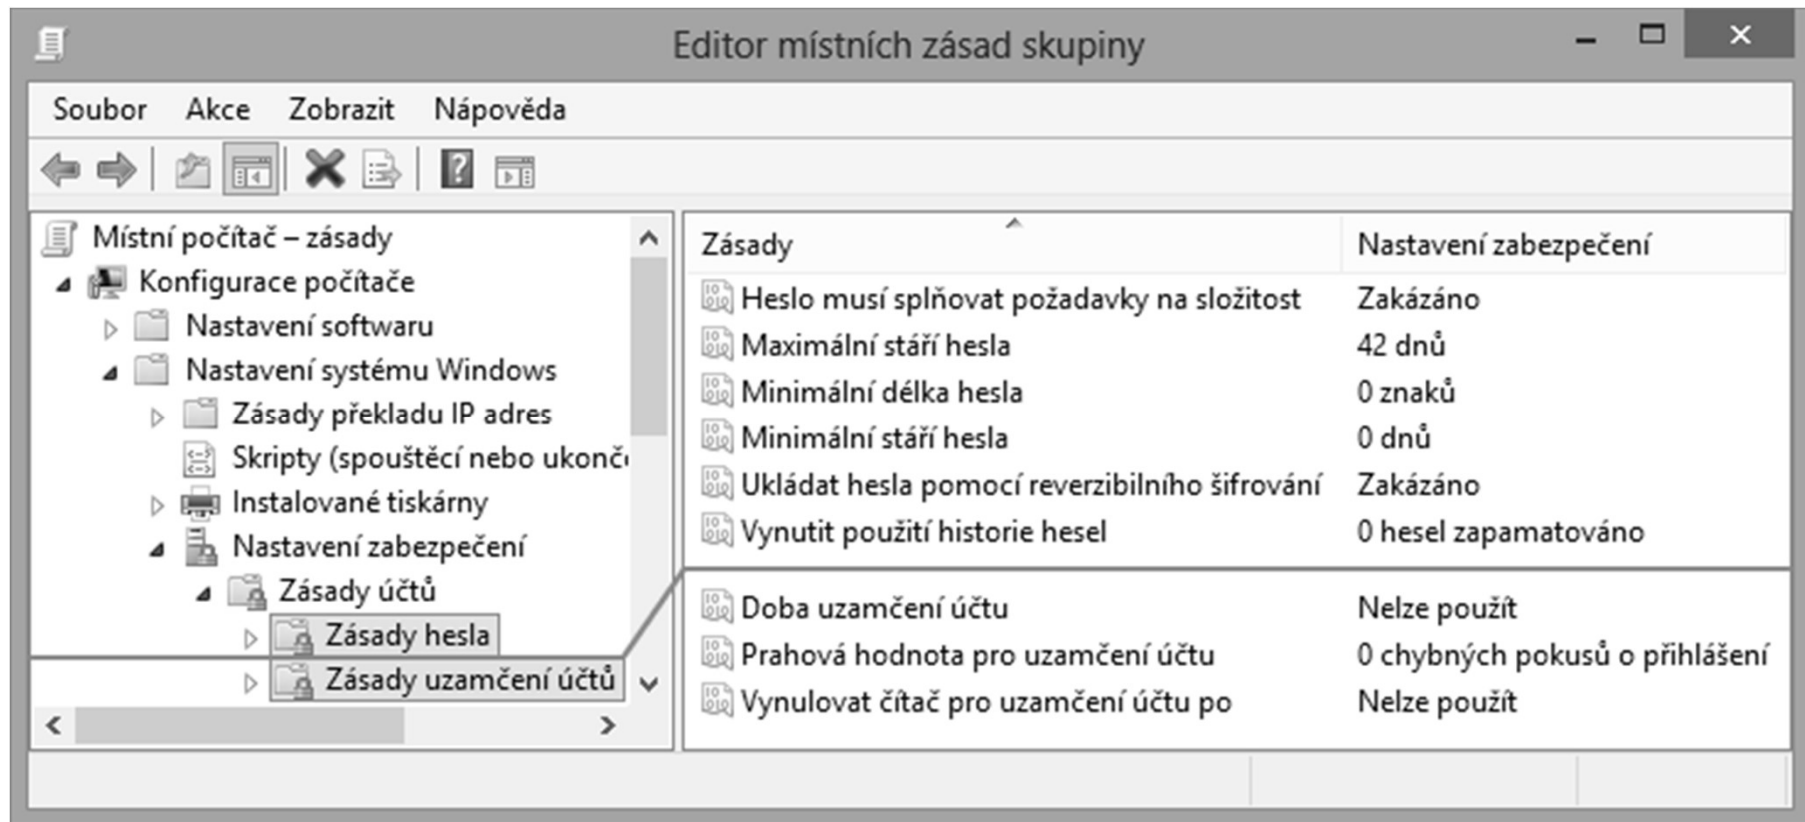 Editor místních zásad skupiny
Soubor Akce Zobrazit Nápověda
Místní počítač – zásady
Konfigurace počítače
Nastavení softwaru
Nastavení systému Windows
Zásady překladu IP adres
Skripty (spouštěcí nebo
Instalované tiskárny
Nastavení zabezpečení
Zásady účtů
Zásady hesla
Zásady uzamčení účtů
Zásady Nastavení zabezpečení
Heslo musí splňovat požadavky na složitost Zakázáno
Maximální stáří hesla 42 dnů
Minimální délka hesla 0 znaků
Minimální stáří hesla 0 dnů
Ukládat hesla pomocí reverzibilního šifrování Zakázáno
Vynutit použití historie hesel 0 hesel zapamatováno
Doba uzamčení účtu Nelze použít
Prahová hodnota pro uzamčení účtu 0 chybných pokusů o přihlášení
Vynulovat čítač pro uzamčení účtu po Nelze použít